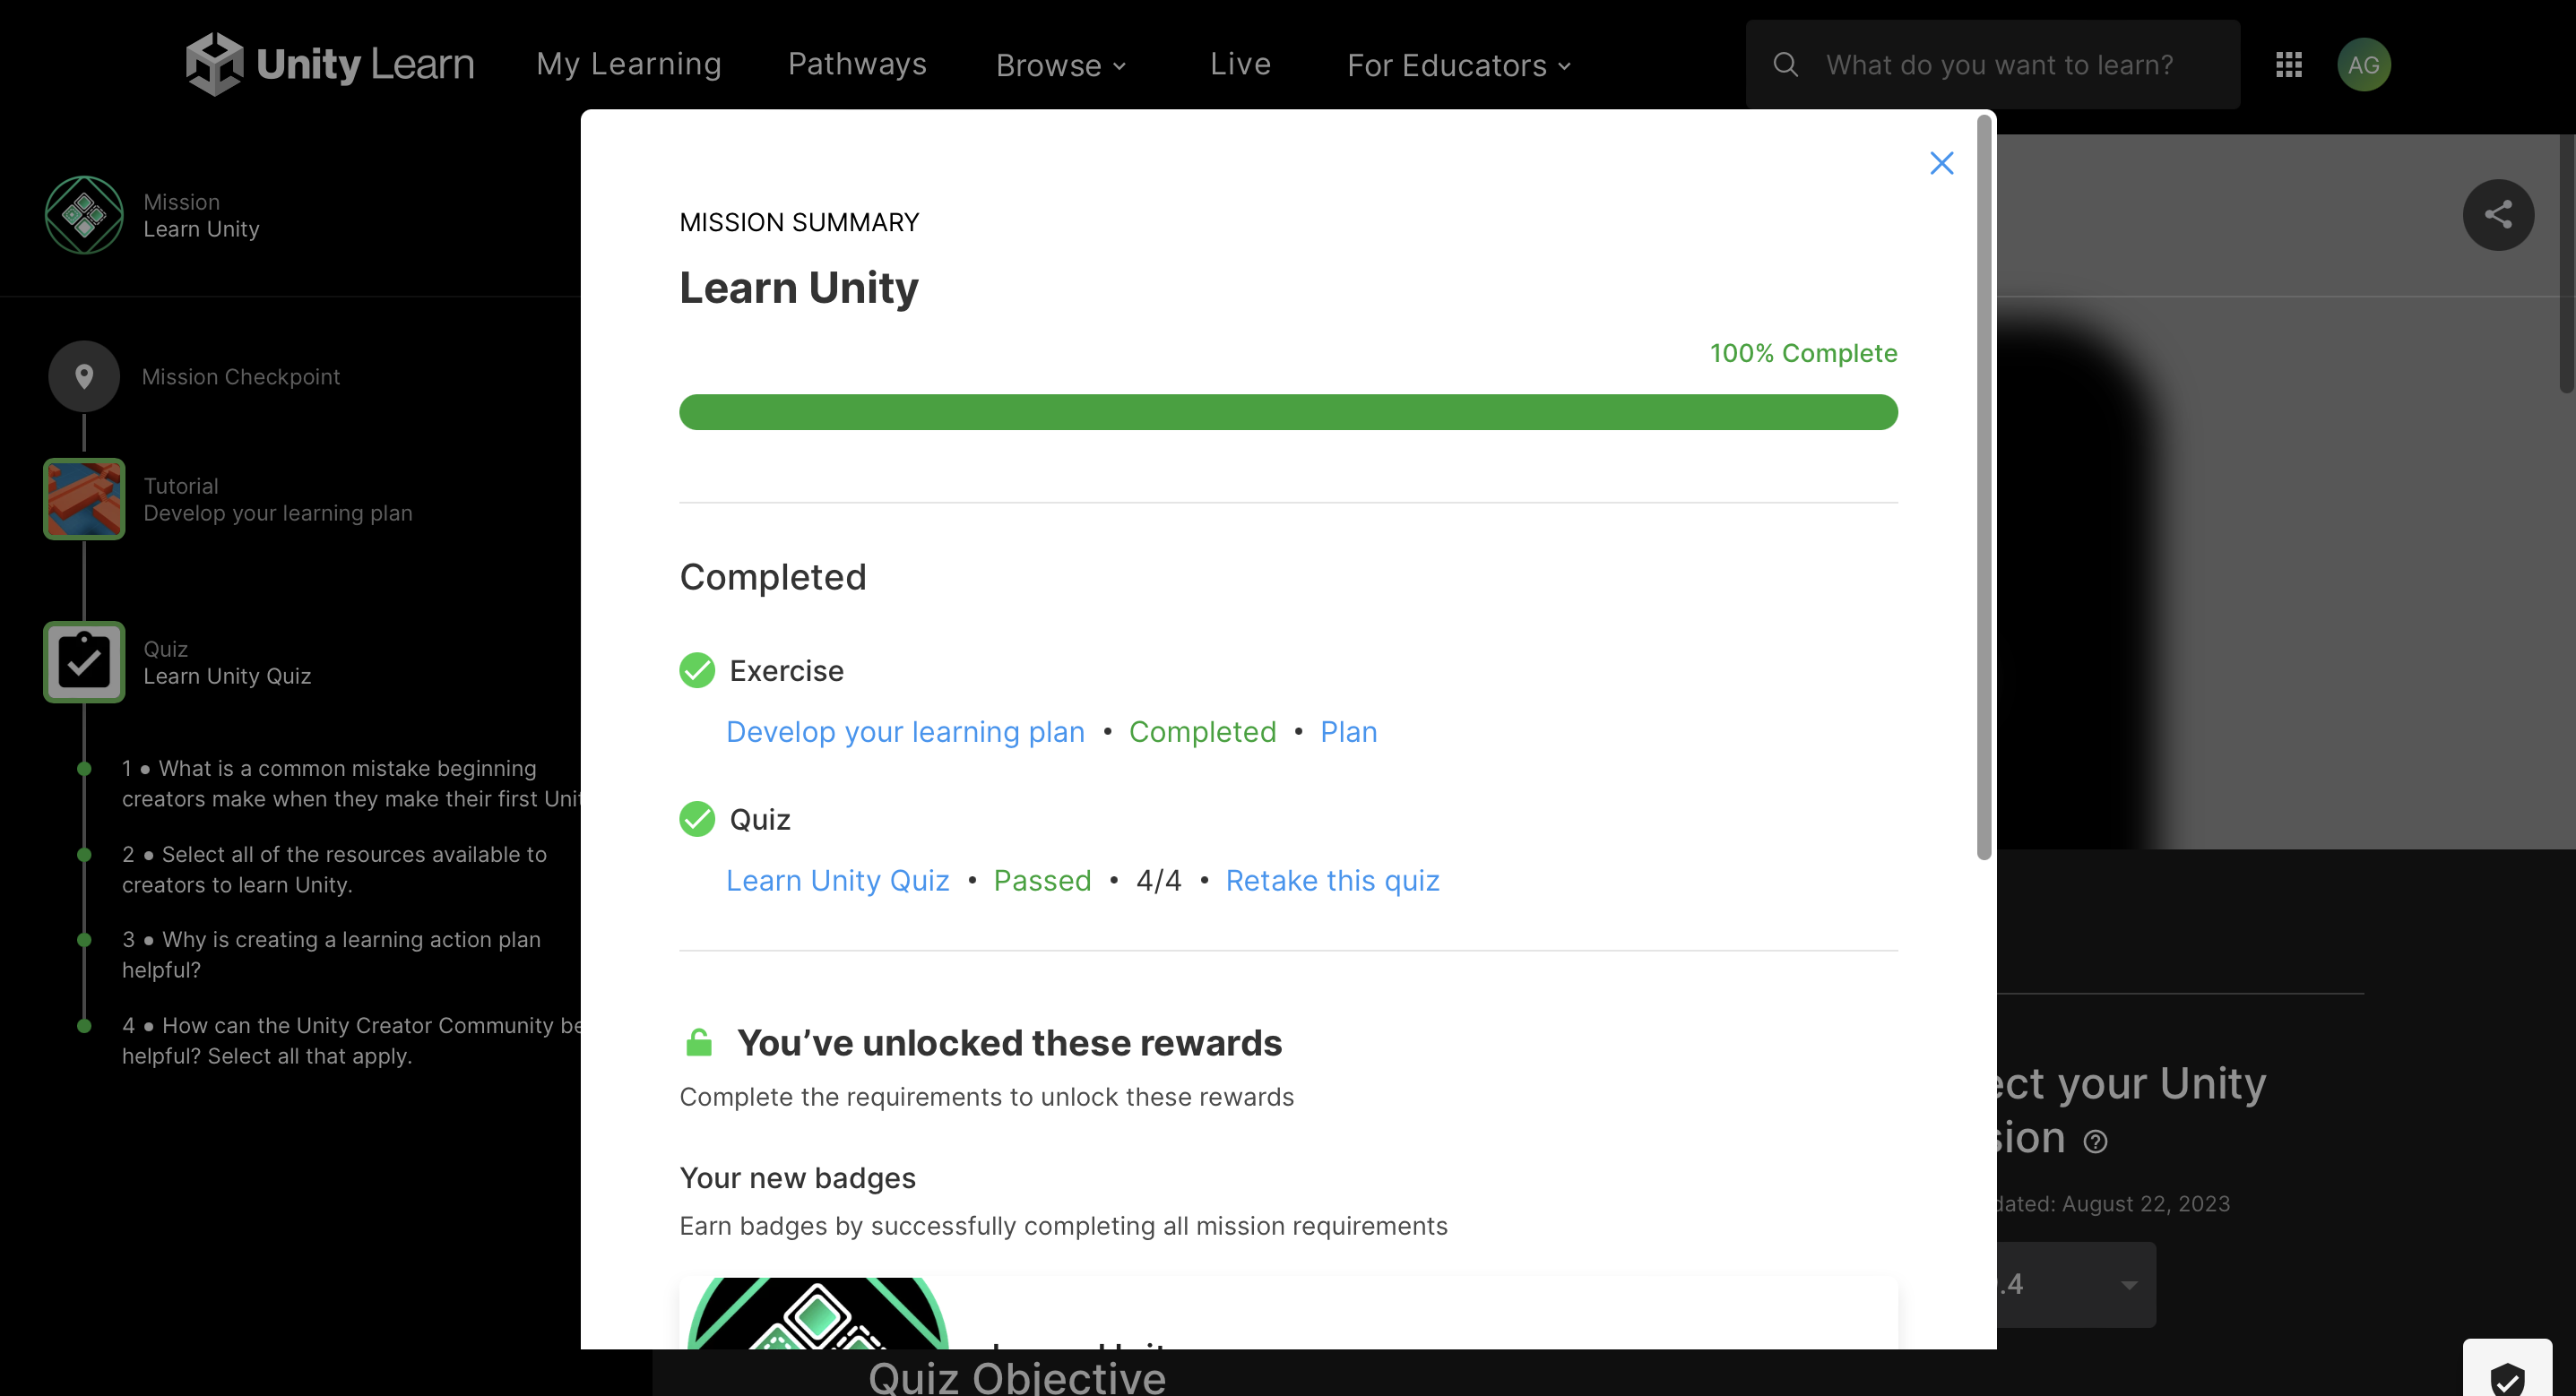 Unity Learn
My Learning
Pathways
Browse
Live
For Educators
What do you want to learn?
AG
Mission
Learn Unity
Mission Checkpoint
Tutorial
Develop your learning plan
Quiz
Learn Unity Quiz
1 ● What is a common mistake beginning
creators make when they make their first Unit
2 ● Select all of the resources available to
creators to learn Unity.
3 ● Why is creating a learning action plan
helpful?
4 ● How can the Unity Creator Community be
helpful? Select all that apply.
MISSION SUMMARY
Learn Unity
100% Complete
Completed
Exercise
Develop your learning plan • Completed • Plan
Quiz
Learn Unity Quiz • Passed • 4/4 • Retake this quiz
You’ve unlocked these rewards
Complete the requirements to unlock these rewards
Your new badges
Earn badges by successfully completing all mission requirements
Quiz Objective
ect your Unity
sion
dated: August 22, 2023
.4